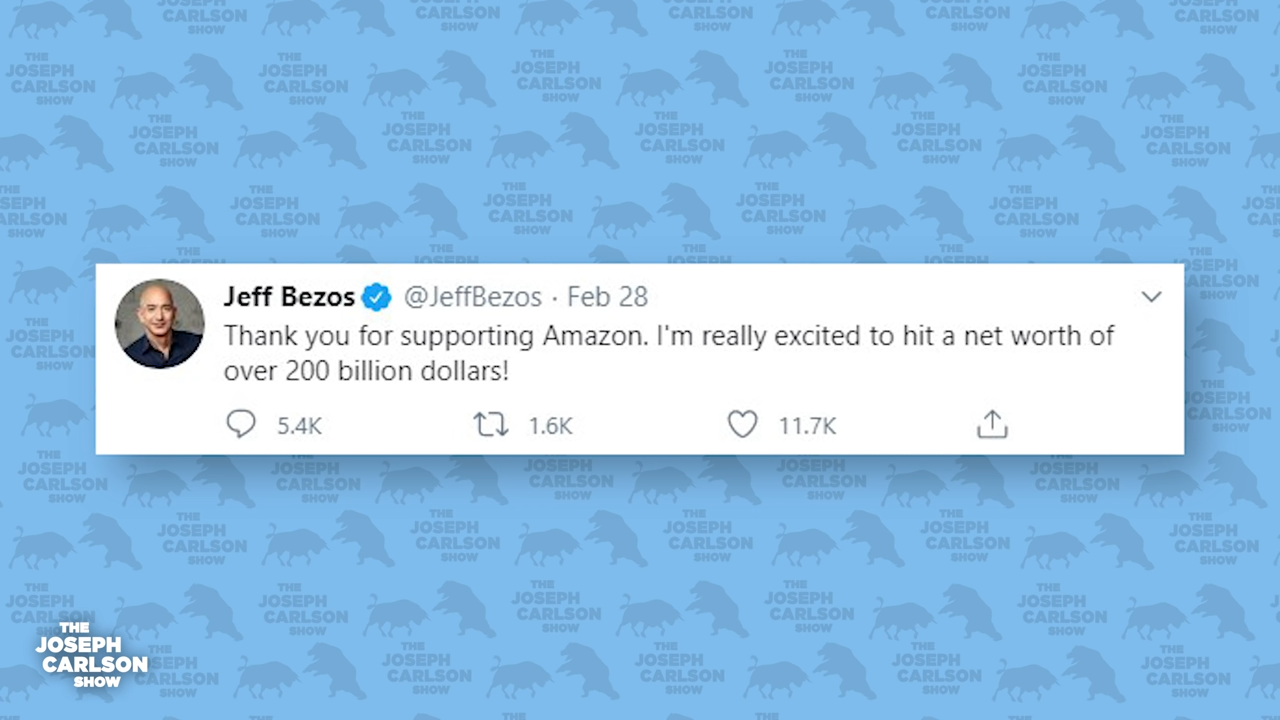 Jeff Bezos @JeffBezos · Feb 28
Thank you for supporting Amazon. I'm really excited to hit a net worth of
over 200 billion dollars!
5.4K 1.6K 11.7K
THE
JOSEPH
CARLSON
SHOW